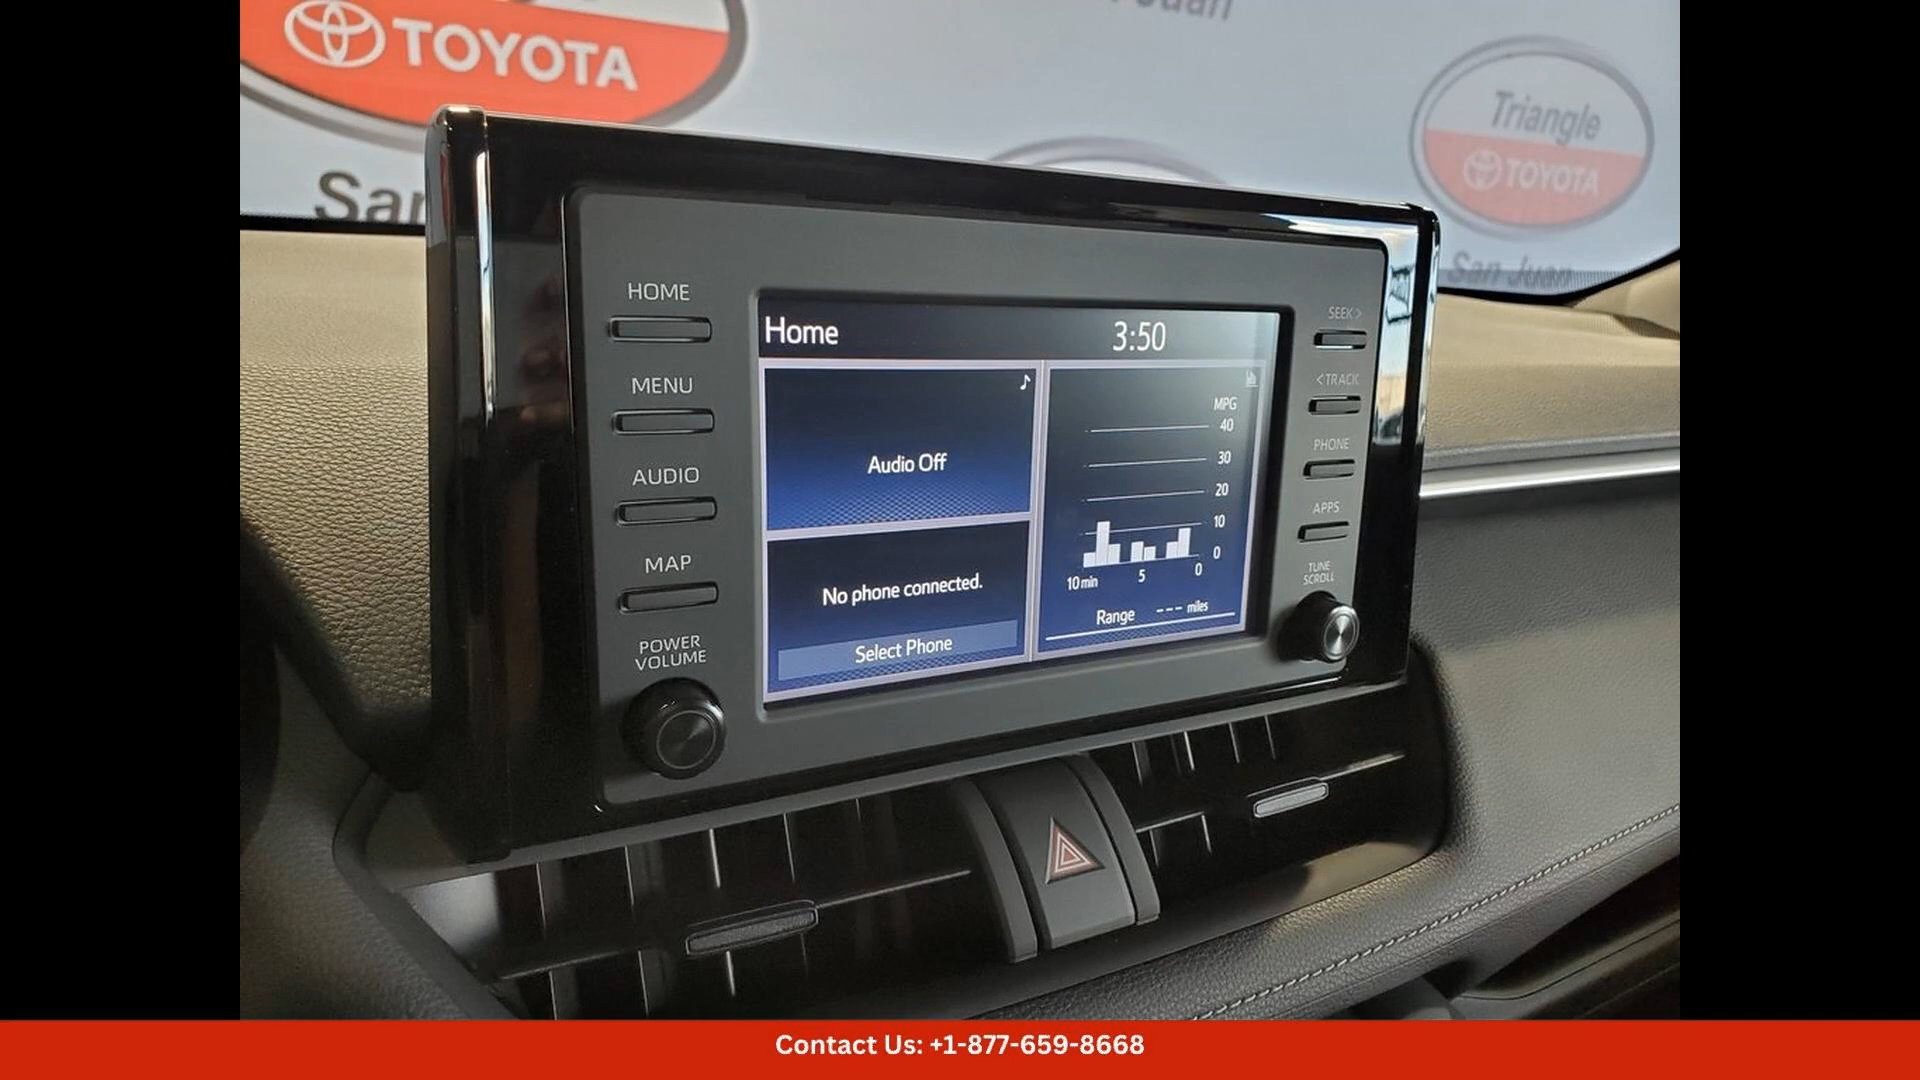 TOYOTA
Triangle
TOYOTA
San Juan
HOME
MENU
AUDIO
MAP
POWER
VOLUME
Home
3:50
Audio Off
No phone connected.
Select Phone
MPG
40
30
20
10
0
10 min 5 0
Range --- miles
SEEK >
< TRACK
PHONE
APPS
TUNE
SCROLL
Contact Us: +1-877-659-8668